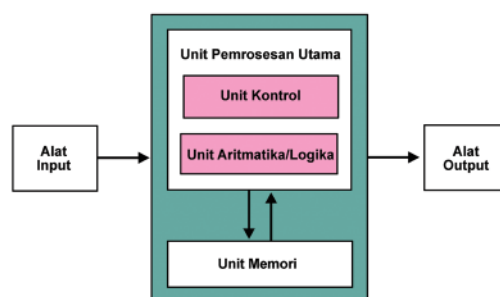 Unit Pemrosesan Utama
Unit Kontrol
Alat
Input
Unit Aritmatika/Logika
Alat
Output
Unit Memori